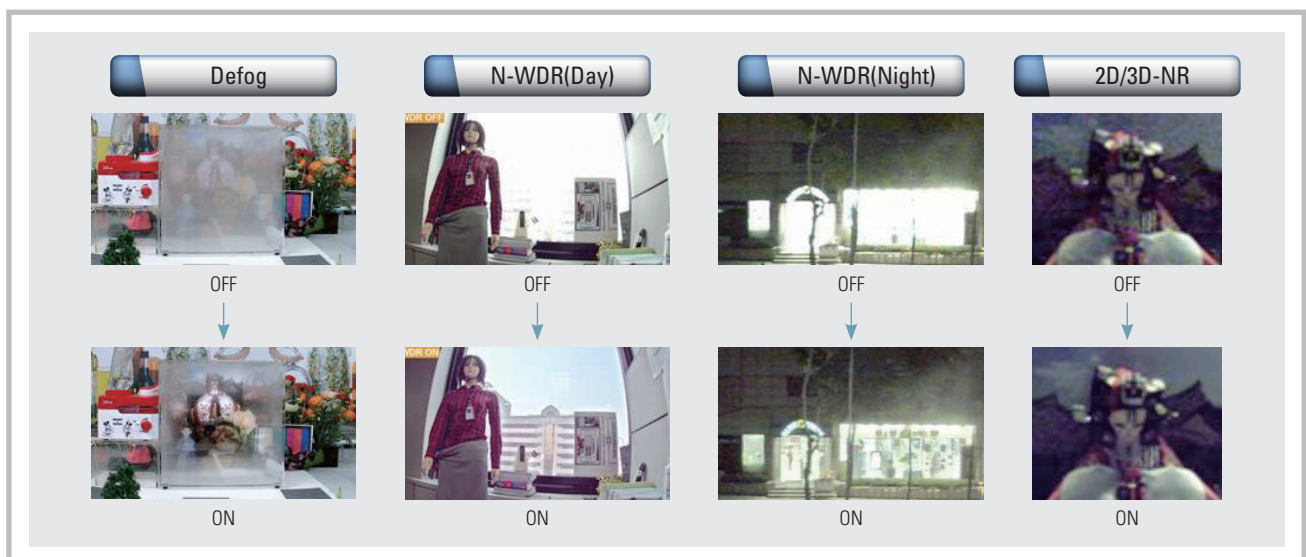 Defog
N-WDR(Day)
N-WDR(Night)
2D/3D-NR
WDR OFF
OFF
OFF
OFF
OFF
WDR ON
ON
ON
ON
ON